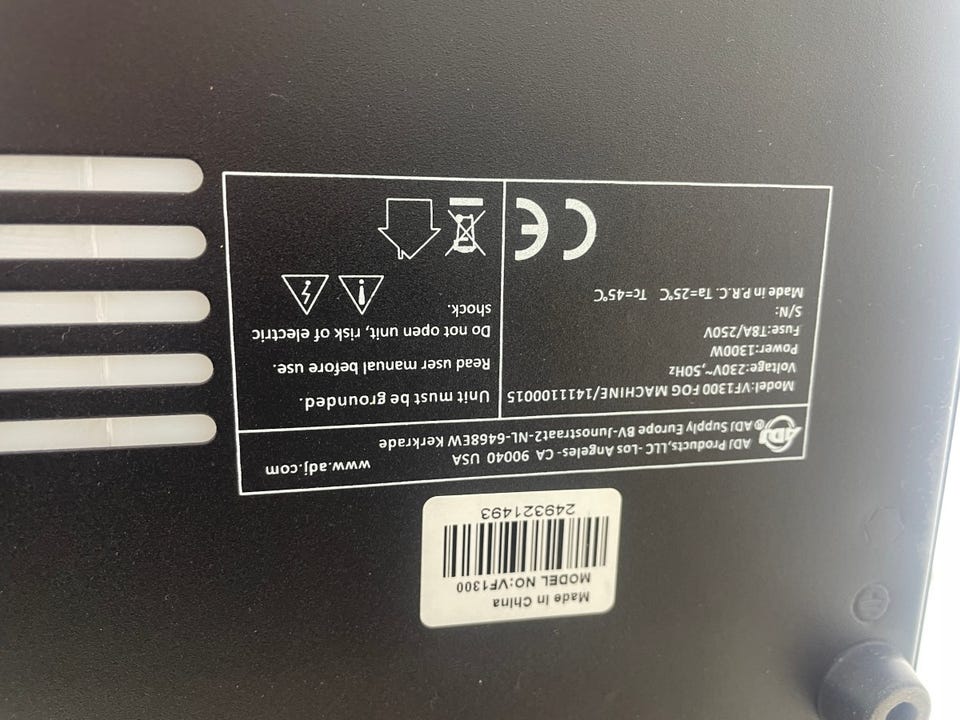 Made in China
MODEL NO:VF1300
249321493
ADJ
®
ADJ Products,LLC - Los Angeles - CA 90040 USA
ADJ Supply Europe BV-Junostraat2-NL-6468EW Kerkrade
www.adj.com
Model:VF1300 FOG MACHINE/1411100015
Voltage:230V~,50Hz
Power:1300W
Fuse:T8A/250V
S/N:
Made in P.R.C. Ta=25°C Tc=45°C
CE
Unit must be grounded.
Read user manual before use.
Do not open unit, risk of electric
shock.